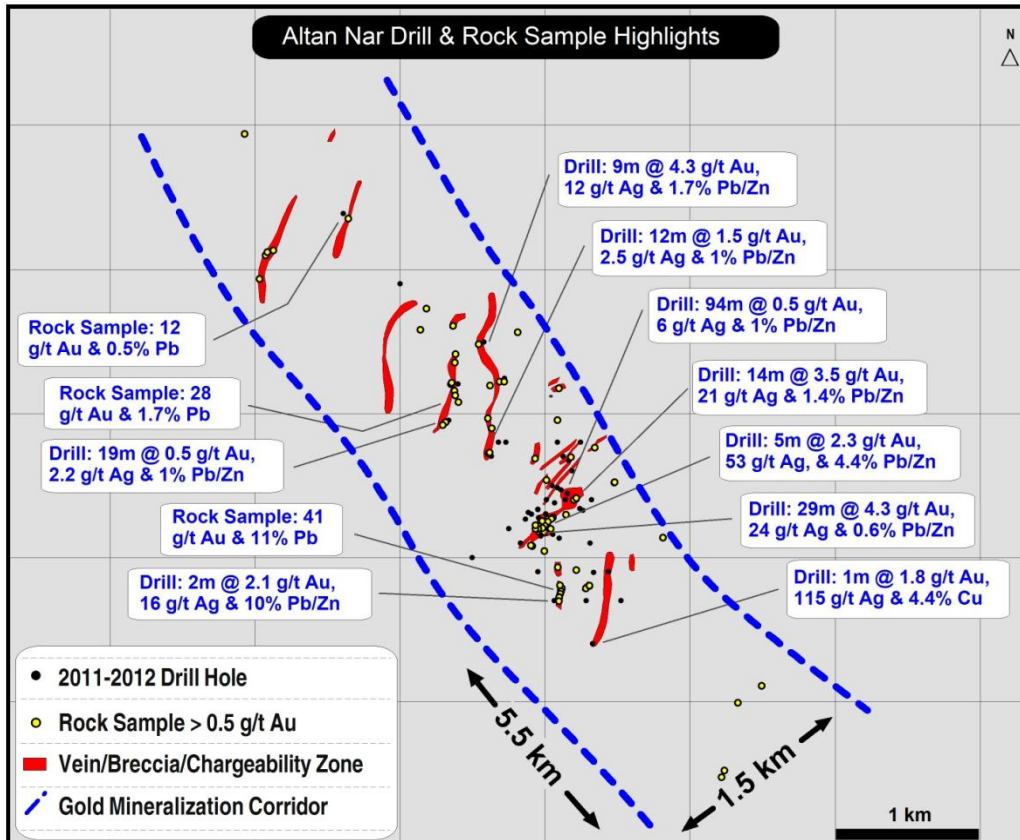 Altan Nar Drill & Rock Sample Highlights
N
Drill: 9m @ 4.3 g/t Au,
12 g/t Ag & 1.7% Pb/Zn
Drill: 12m @ 1.5 g/t Au,
2.5 g/t Ag & 1% Pb/Zn
Drill: 94m @ 0.5 g/t Au,
6 g/t Ag & 1% Pb/Zn
Rock Sample: 12
g/t Au & 0.5% Pb
Drill: 14m @ 3.5 g/t Au,
21 g/t Ag & 1.4% Pb/Zn
Rock Sample: 28
g/t Au & 1.7% Pb
Drill: 5m @ 2.3 g/t Au,
53 g/t Ag, & 4.4% Pb/Zn
Drill: 19m @ 0.5 g/t Au,
2.2 g/t Ag & 1% Pb/Zn
Drill: 29m @ 4.3 g/t Au,
24 g/t Ag & 0.6% Pb/Zn
Rock Sample: 41
g/t Au & 11% Pb
Drill: 2m @ 2.1 g/t Au,
16 g/t Ag & 10% Pb/Zn
Drill: 1m @ 1.8 g/t Au,
115 g/t Ag & 4.4% Cu
2011-2012 Drill Hole
Rock Sample > 0.5 g/t Au
Vein/Breccia/Chargeability Zone
Gold Mineralization Corridor
5.5 km
1.5 km
1 km